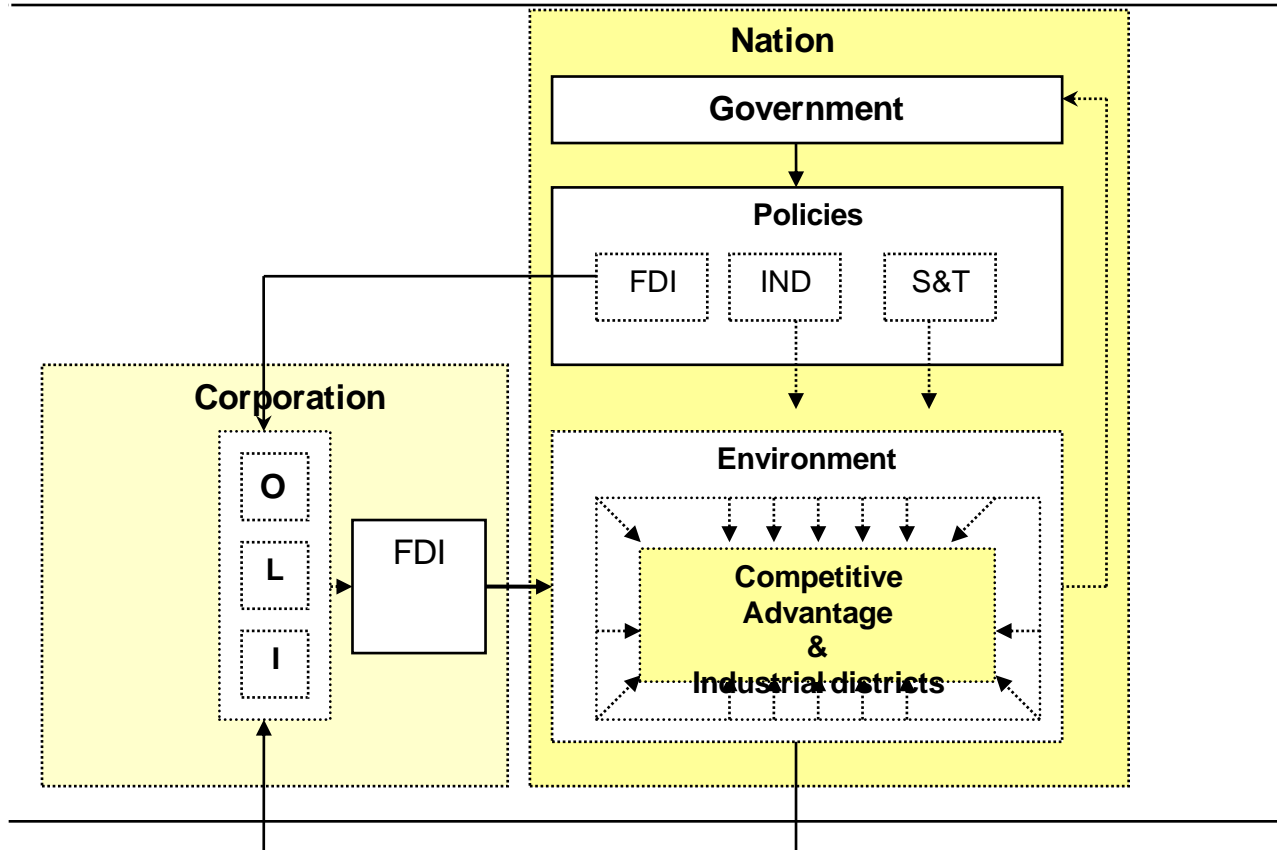 Nation
Government
Policies
FDI IND S&T
Corporation
O
L
I
FDI
Environment
Competitive
Advantage
&
Industrial districts